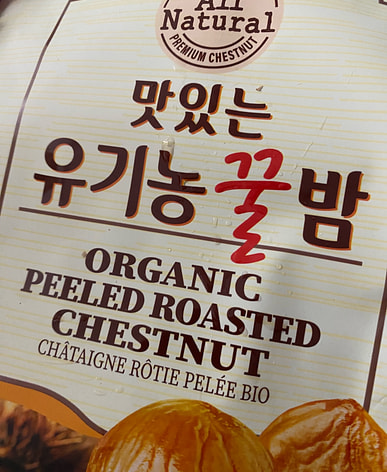 All
Natural
PREMIUM CHESTNUT
맛있는
유기농꿀밤
ORGANIC
PEELED ROASTED
CHESTNUT
CHÂTAIGNE RÔTIE PELÉE BIO